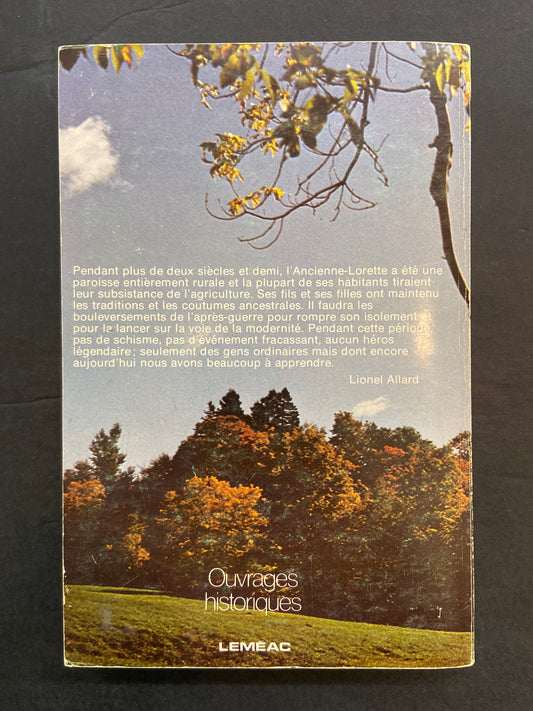 Pendant plus de deux siècles et demi, l'Ancienne-Lorette a été une
paroisse entièrement rurale et la plupart de ses habitants tiraient
leur subsistance de l'agriculture. Ses fils et ses filles ont maintenu
les traditions et les coutumes ancestrales. Il faudra les
bouleversements de l'après-guerre pour rompre son isolement et
pour le lancer sur la voie de la modernité. Pendant cette période,
pas de schisme, pas d'événement fracassant, aucun héros
légendaire; seulement des gens ordinaires mais dont encore
aujourd'hui nous avons beaucoup à apprendre.
Lionel Allard
Ouvrages
historiques
LEMÉAC